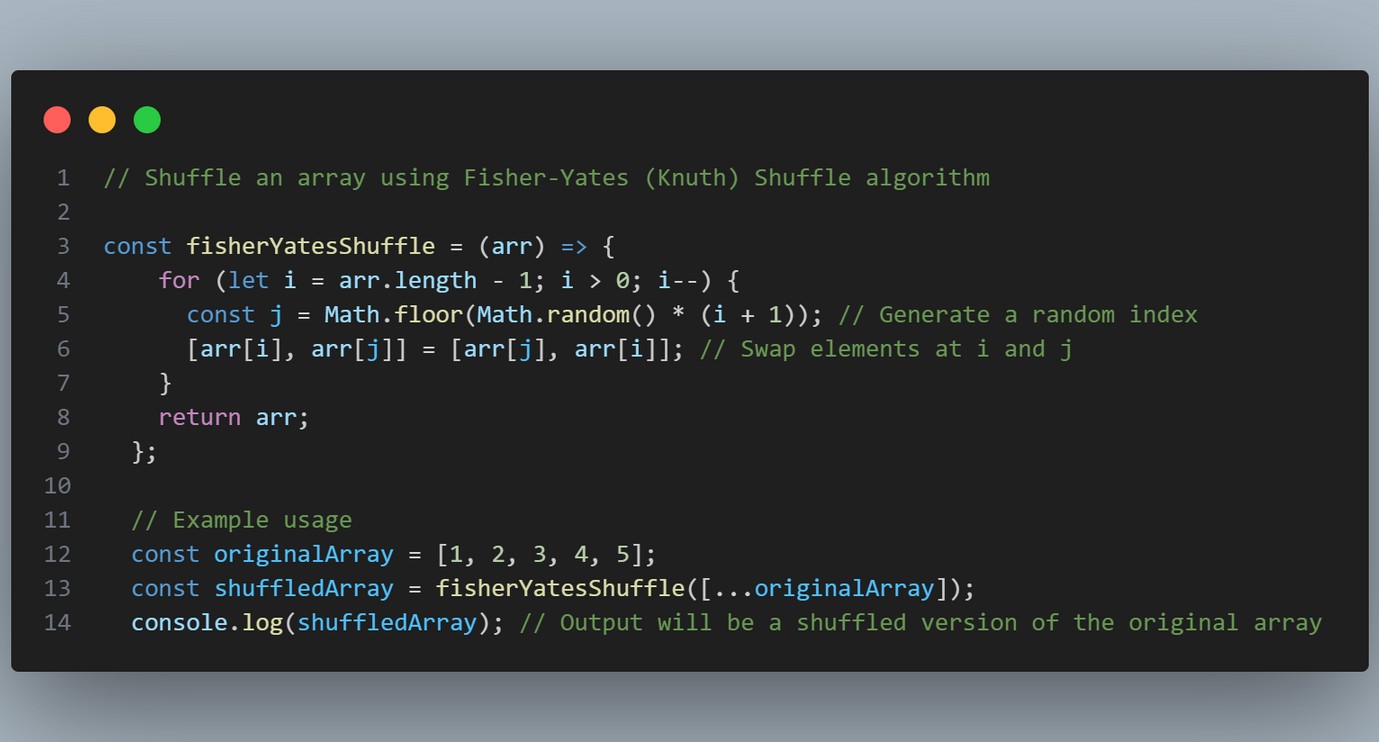 1 // Shuffle an array using Fisher-Yates (Knuth) Shuffle algorithm
2
3 const fisherYatesShuffle = (arr) => {
4     for (let i = arr.length - 1; i > 0; i--) {
5       const j = Math.floor(Math.random() * (i + 1)); // Generate a random index
6       [arr[i], arr[j]] = [arr[j], arr[i]]; // Swap elements at i and j
7     }
8     return arr;
9   };
10
11   // Example usage
12   const originalArray = [1, 2, 3, 4, 5];
13   const shuffledArray = fisherYatesShuffle([...originalArray]);
14   console.log(shuffledArray); // Output will be a shuffled version of the original array